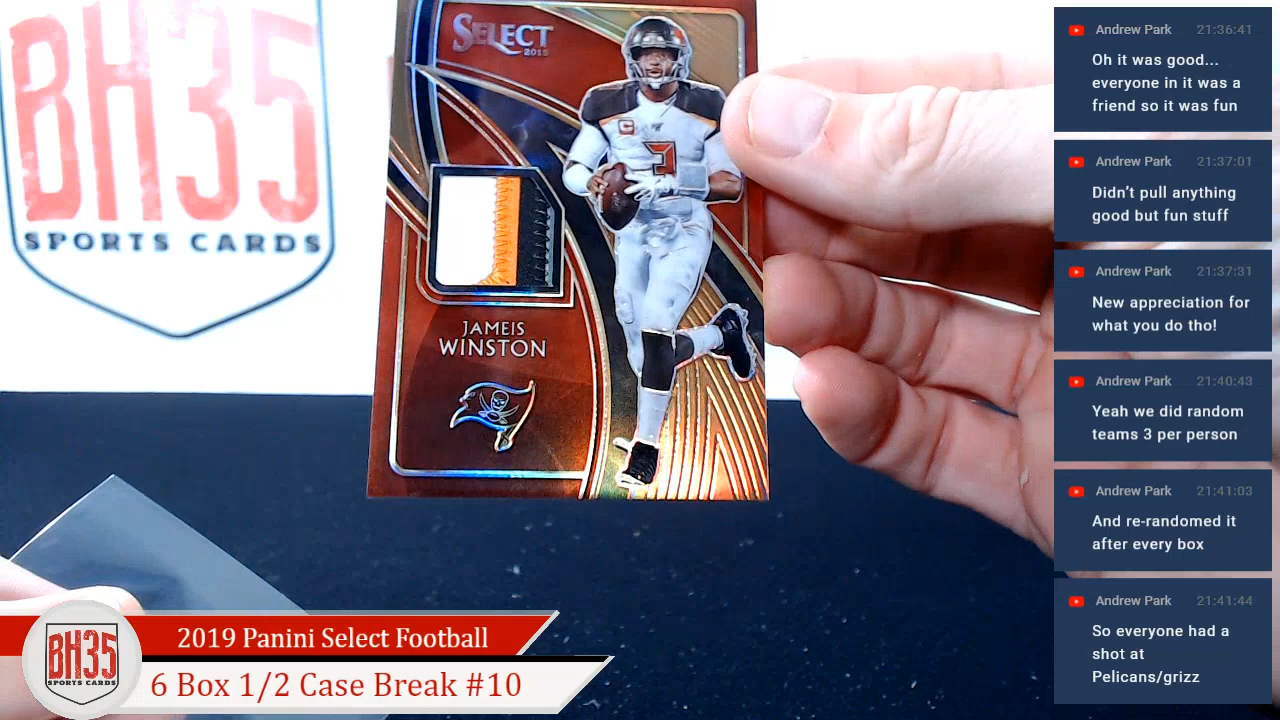 BH35
SPORTS CARDS
SELECT
2019
C
3
JAMEIS
WINSTON
Andrew Park 21:36:41
Oh it was good...
everyone in it was a
friend so it was fun
Andrew Park 21:37:01
Didn't pull anything
good but fun stuff
Andrew Park 21:37:31
New appreciation for
what you do tho!
Andrew Park 21:40:43
Yeah we did random
teams 3 per person
Andrew Park 21:41:03
And re-randomed it
after every box
Andrew Park 21:41:44
So everyone had a
shot at
Pelicans/grizz
BH35
SPORTS CARDS
2019 Panini Select Football
6 Box 1/2 Case Break #10